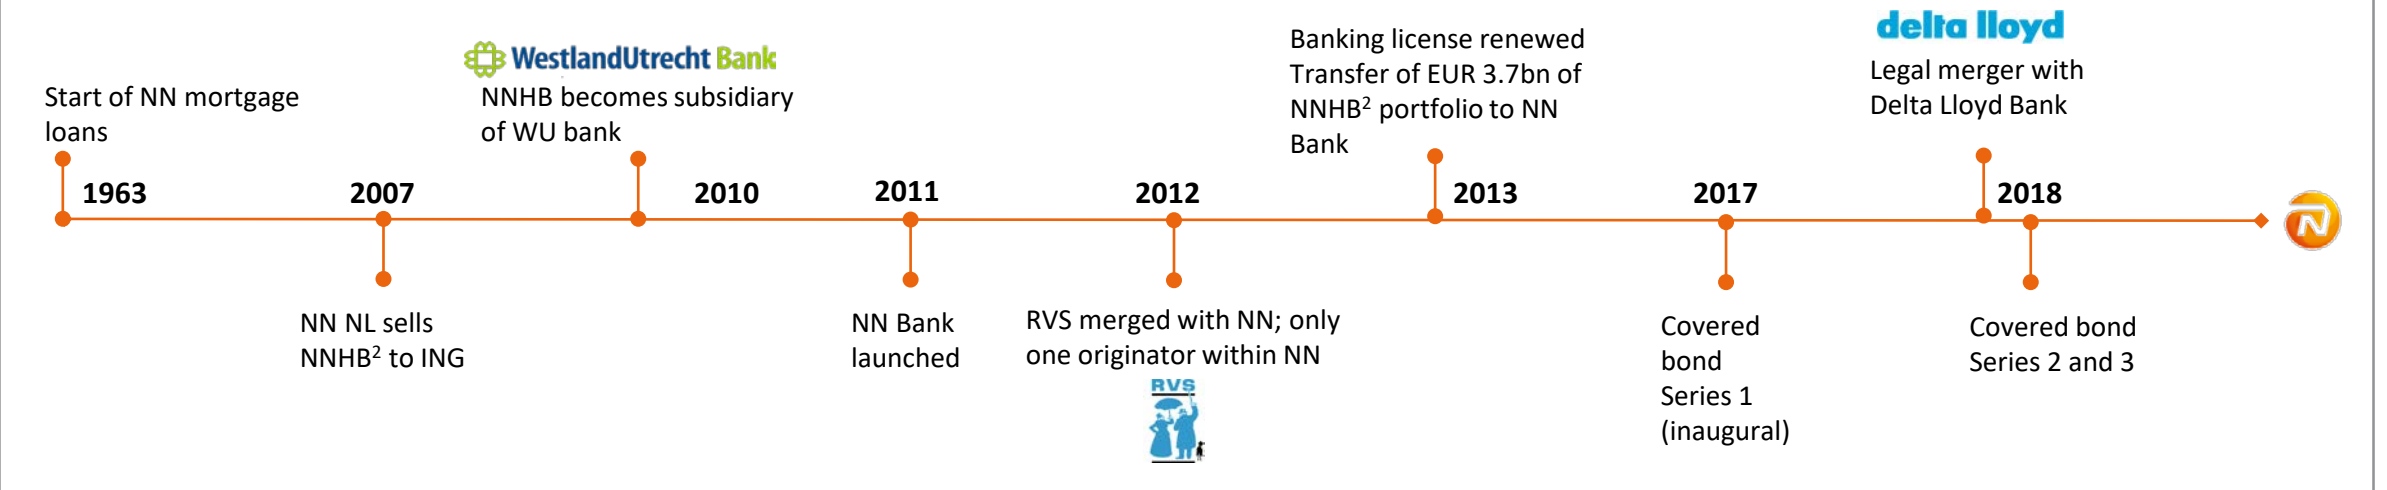 Start of NN mortgage
loans
1963
2007
NN NL sells
NNHB² to ING
WestlandUtrecht Bank
NNHB becomes subsidiary
of WU bank
2010
2011
NN Bank
launched
2012
RVS merged with NN; only
one originator within NN
RVS
Banking license renewed
Transfer of EUR 3.7bn of
NNHB² portfolio to NN
Bank
2013
2017
Covered
bond
Series 1
(inaugural)
delta lloyd
Legal merger with
Delta Lloyd Bank
2018
Covered bond
Series 2 and 3
N